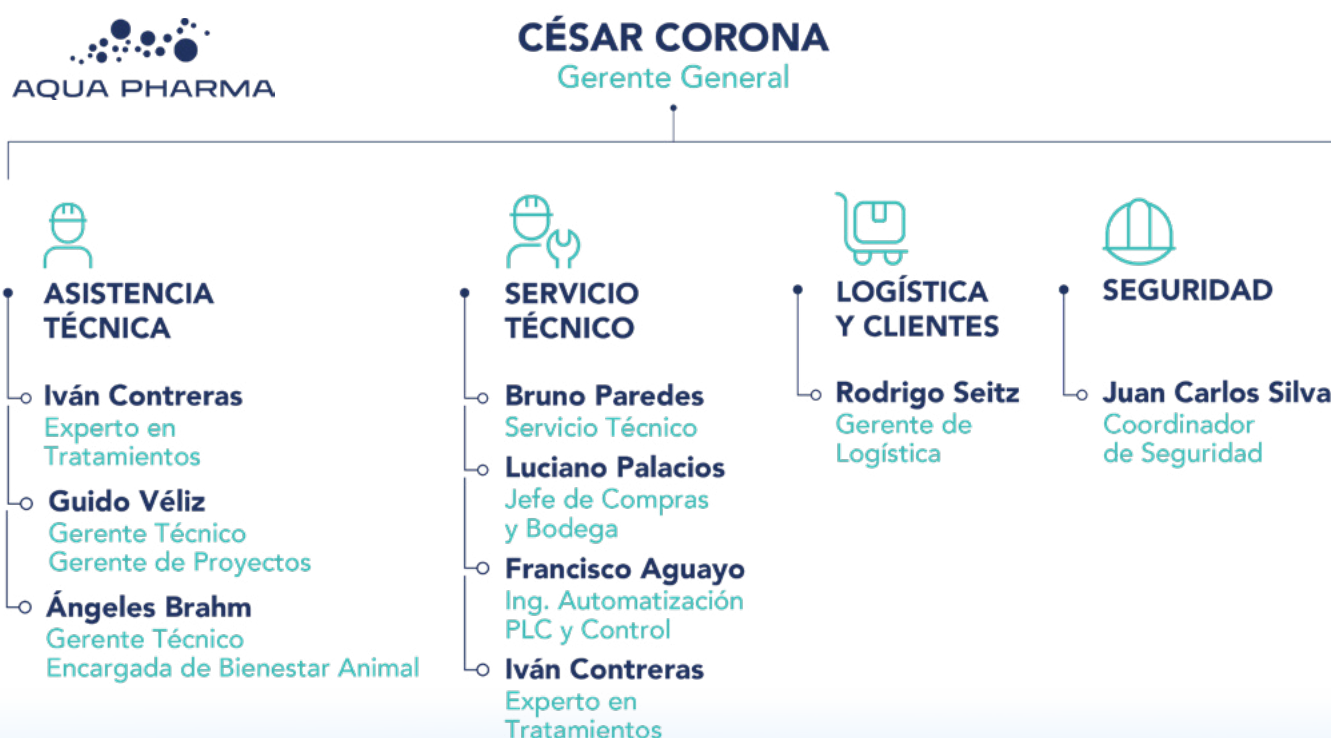 AQUA PHARMA
CÉSAR CORONA
Gerente General
ASISTENCIA
TÉCNICA
Iván Contreras
Experto en
Tratamientos
Guido Véliz
Gerente Técnico
Gerente de Proyectos
Ángeles Brahm
Gerente Técnico
Encargada de Bienestar Animal
SERVICIO
TÉCNICO
Bruno Paredes
Servicio Técnico
Luciano Palacios
Jefe de Compras
y Bodega
Francisco Aguayo
Ing. Automatización
PLC y Control
Iván Contreras
Experto en
Tratamientos
LOGÍSTICA
Y CLIENTES
Rodrigo Seitz
Gerente de
Logística
SEGURIDAD
Juan Carlos Silva
Coordinador
de Seguridad